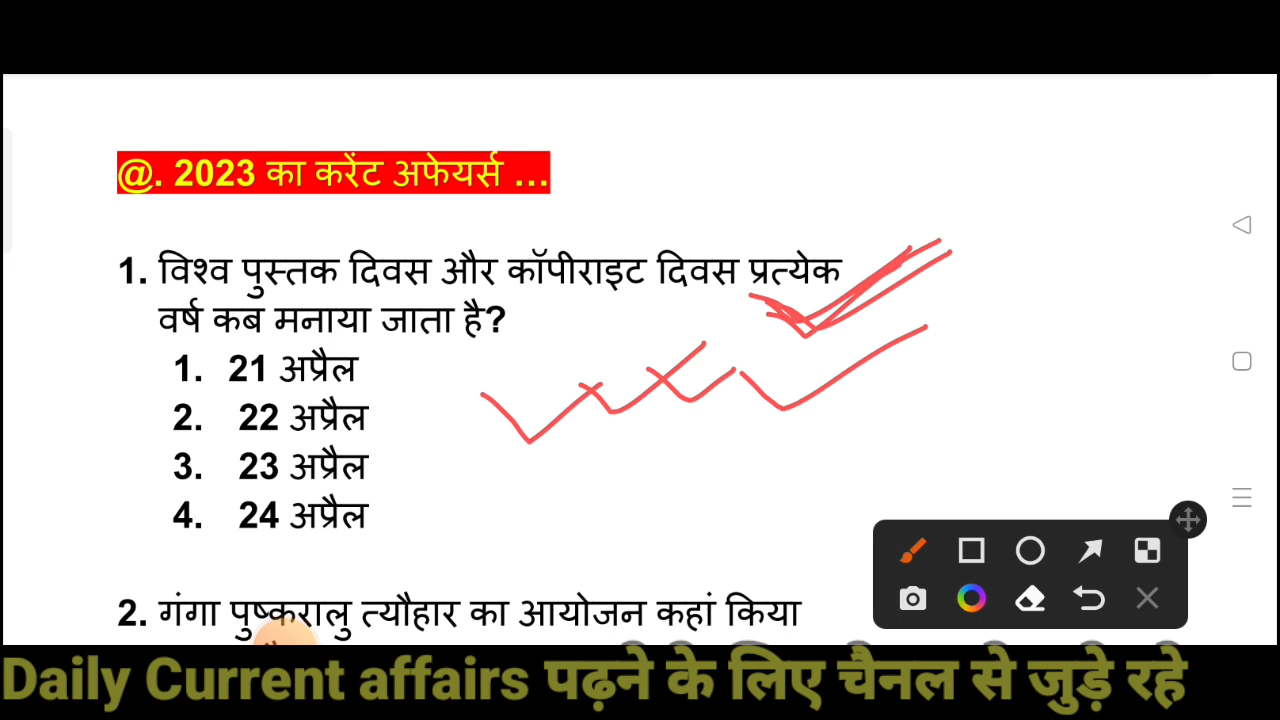 @. 2023 का करेंट अफेयर्स ...
1. विश्व पुस्तक दिवस और कॉपीराइट दिवस प्रत्येक
वर्ष कब मनाया जाता है?
1. 21 अप्रैल
2. 22 अप्रैल
3. 23 अप्रैल
4. 24 अप्रैल
2. गंगा पुष्करालु त्यौहार का आयोजन कहां किया
Daily Current affairs पढ़ने के लिए चैनल से जुड़े रहे